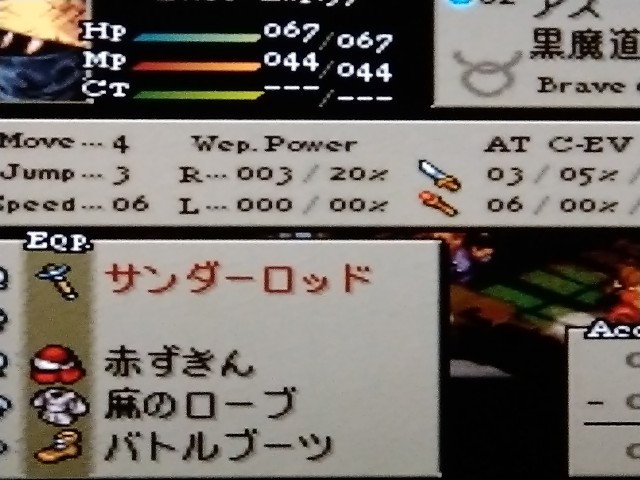 アズ
Hp 067/067
黒魔道
Mp 044/044
CT ---/---
Brave
Move… 4 Wep.Power AT C-EV
Jump… 3 R… 003 / 20% 03 / 05% /
Speed… 06 L… 000 / 00% 06 / 00% /
Eqp.
サンダーロッド
赤ずきん
麻のローブ
バトルブーツ